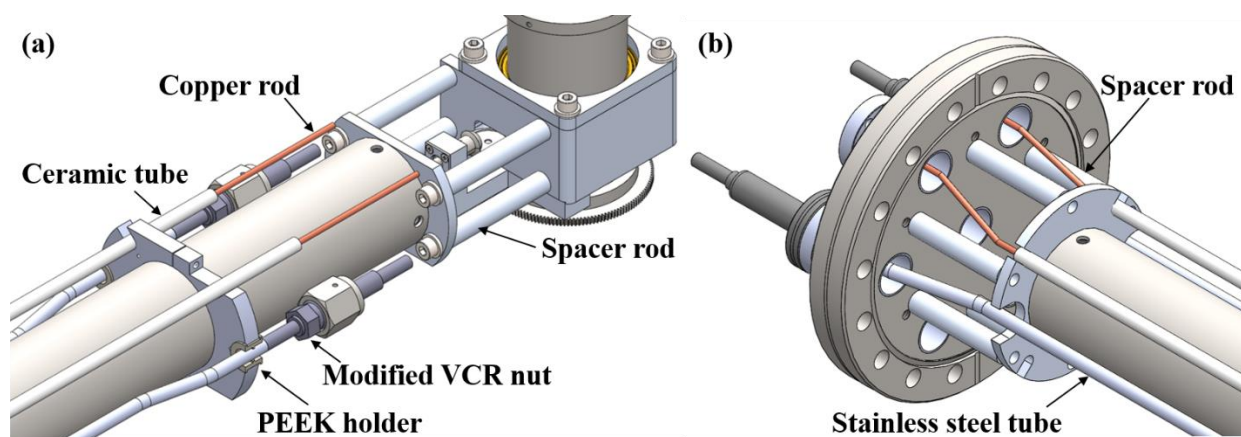 (a)
Copper rod
Ceramic tube
Spacer rod
Modified VCR nut
PEEK holder
(b)
Spacer rod
Stainless steel tube